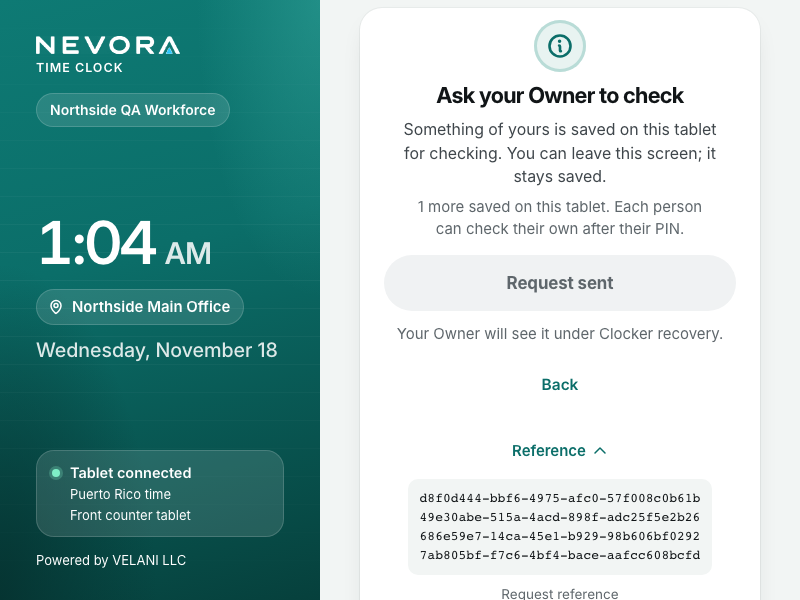 NEVORA
TIME CLOCK
Northside QA Workforce
1:04 AM
Northside Main Office
Wednesday, November 18
Tablet connected
Puerto Rico time
Front counter tablet
Powered by VELANI LLC
Ask your Owner to check
Something of yours is saved on this tablet
for checking. You can leave this screen; it
stays saved.
1 more saved on this tablet. Each person
can check their own after their PIN.
Request sent
Your Owner will see it under Clocker recovery.
Back
Reference
d8f0d444-bbf6-4975-afc0-57f008c0b61b
49e30abe-515a-4acd-898f-adc25f5e2b26
686e59e7-14ca-45e1-b929-98b606bf0292
7ab805bf-f7c6-4bf4-bace-aafcc608bcfd
Request reference